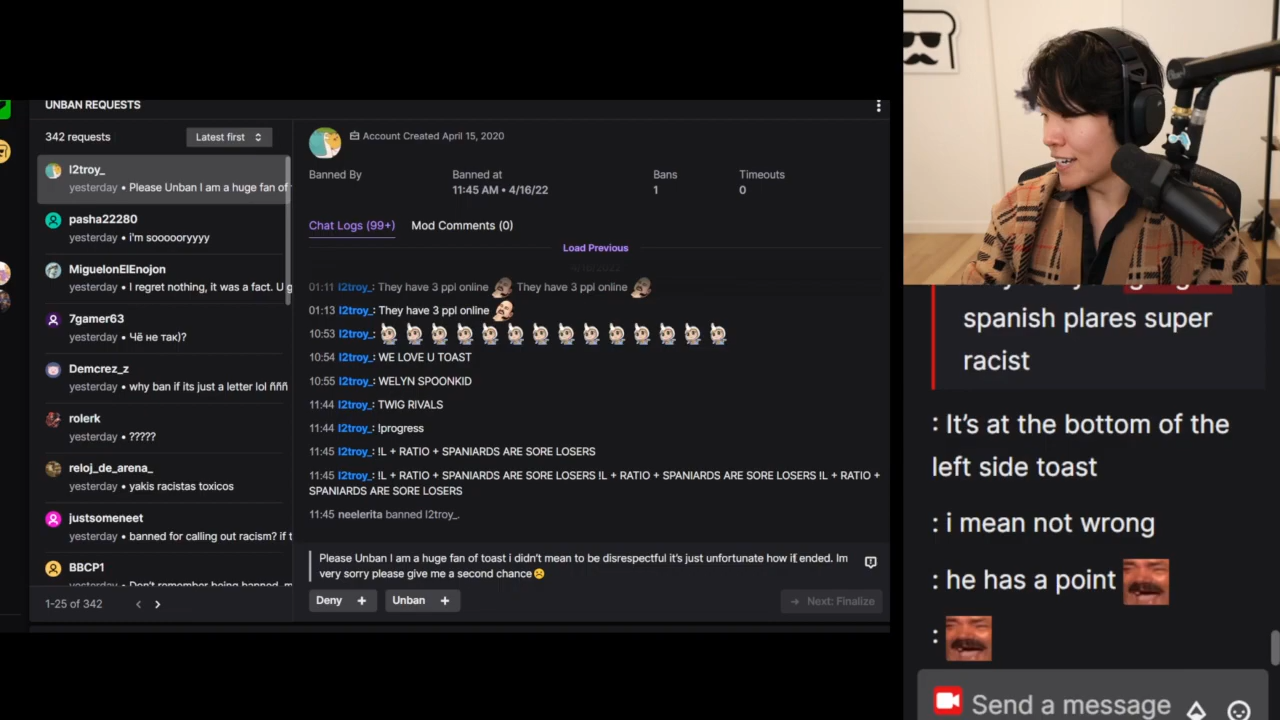 UNBAN REQUESTS
342 requests
Latest first
l2troy_
yesterday • Please Unban I am a huge fan of
pasha22280
yesterday • i'm soooooryyyy
MiguelonElEnojon
yesterday • I regret nothing, it was a fact. U g
7gamer63
yesterday • Чё не так)?
Demcrez_z
yesterday • why ban if its just a letter lol ñññ
rolerk
yesterday • ?????
reloj_de_arena_
yesterday • yakis racistas toxicos
justsomeneet
yesterday • banned for calling out racism? if t
BBCP1
yesterday • Don't remember being banned, m
1-25 of 342
Account Created April 15, 2020
Banned By
Banned at
11:45 AM • 4/16/22
Bans
1
Timeouts
0
Chat Logs (99+)
Mod Comments (0)
Load Previous
01:11 l2troy_: They have 3 ppl online They have 3 ppl online
01:13 l2troy_: They have 3 ppl online
10:53 l2troy_:
10:54 l2troy_: WE LOVE U TOAST
10:55 l2troy_: WELYN SPOONKID
11:44 l2troy_: TWIG RIVALS
11:44 l2troy_: !progress
11:45 l2troy_: !L + RATIO + SPANIARDS ARE SORE LOSERS
11:45 l2troy_: !L + RATIO + SPANIARDS ARE SORE LOSERS !L + RATIO + SPANIARDS ARE SORE LOSERS !L + RATIO +
SPANIARDS ARE SORE LOSERS
11:45 neelerita banned l2troy_.
Please Unban I am a huge fan of toast i didn't mean to be disrespectful it's just unfortunate how it ended. Im
very sorry please give me a second chance
Deny +
Unban +
Next: Finalize
spanish plares super
racist
: It's at the bottom of the
left side toast
: i mean not wrong
: he has a point
:
Send a message